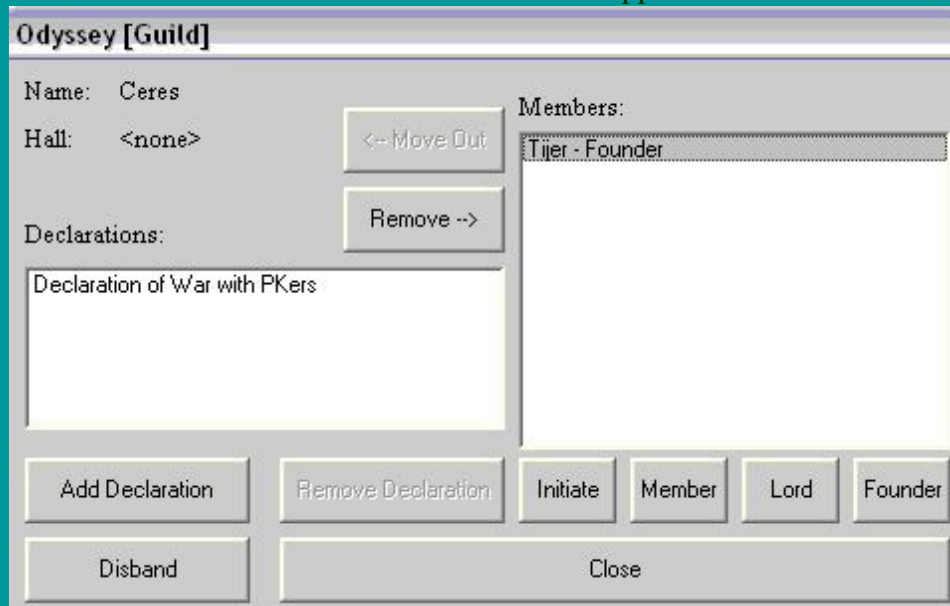 Odyssey [Guild]
Name: Ceres
Hall: <none>
<-- Move Out
Remove -->
Members:
Tijer - Founder
Declarations:
Declaration of War with PKers
Add Declaration
Remove Declaration
Initiate
Member
Lord
Founder
Disband
Close